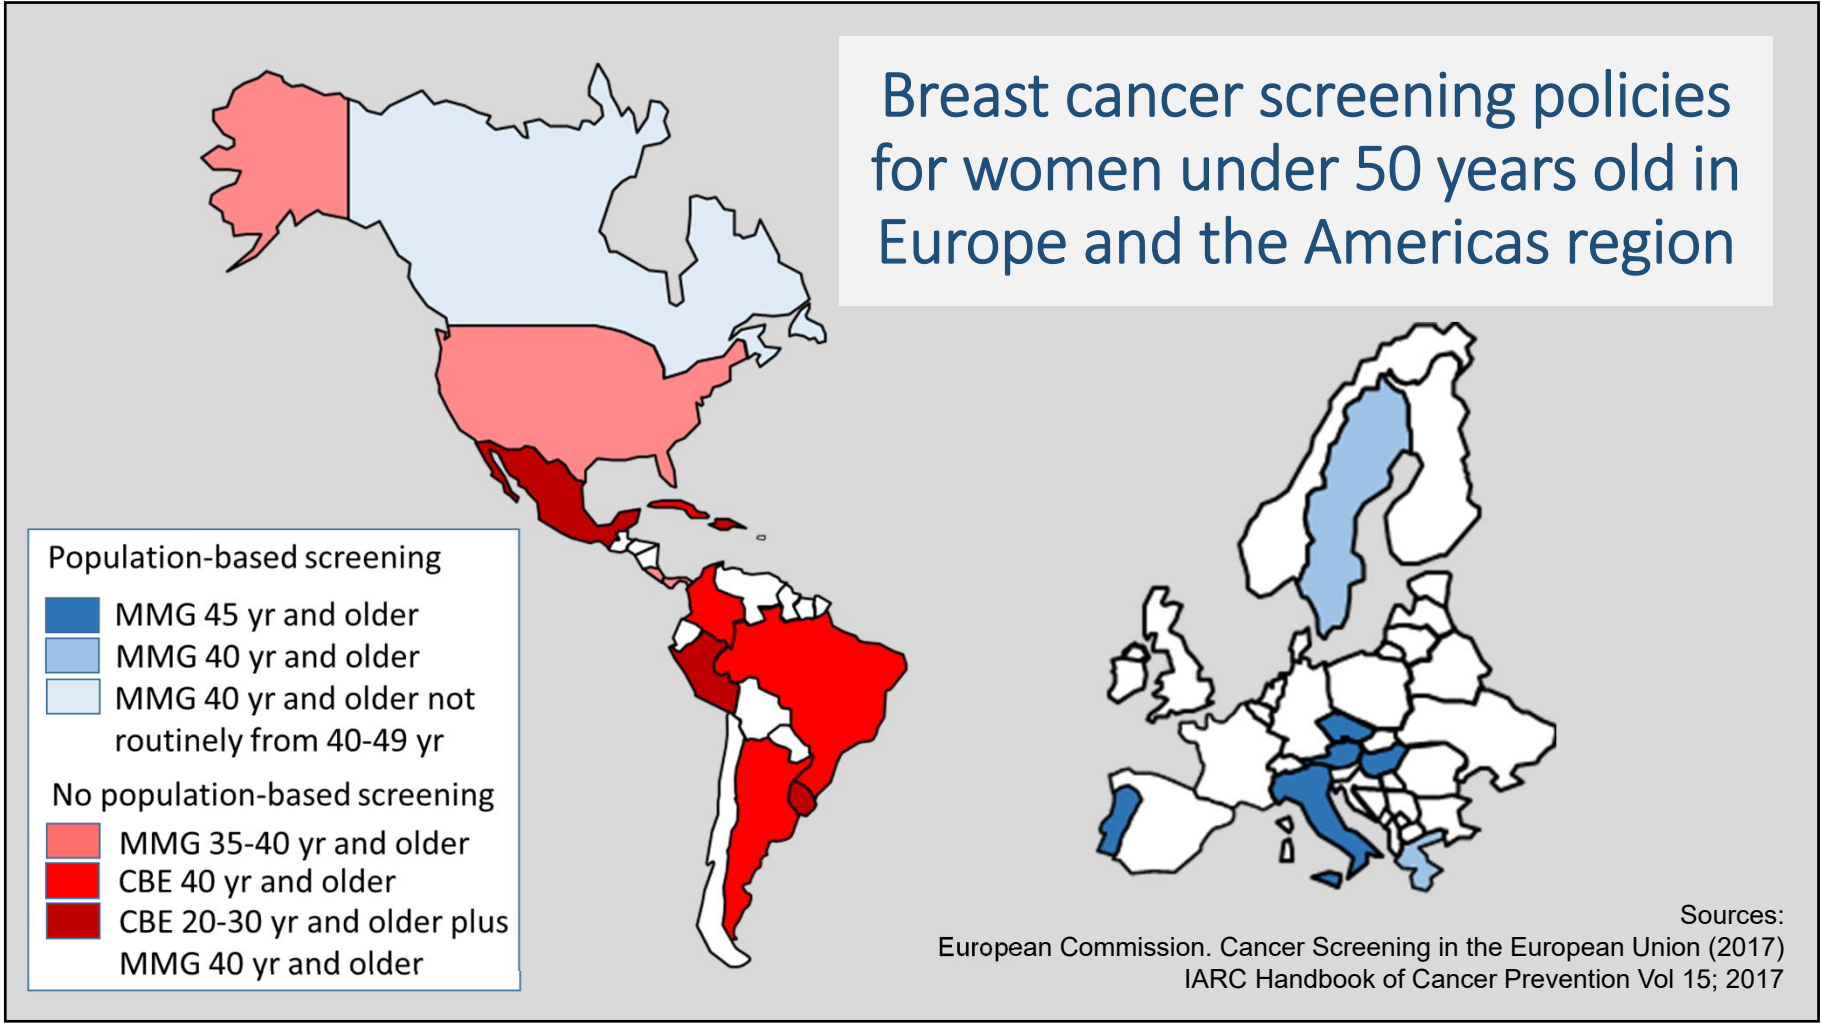 Breast cancer screening policies
for women under 50 years old in
Europe and the Americas region
Population-based screening
MMG 45 yr and older
MMG 40 yr and older
MMG 40 yr and older not
routinely from 40-49 yr
No population-based screening
MMG 35-40 yr and older
CBE 40 yr and older
CBE 20-30 yr and older plus
MMG 40 yr and older
Sources:
European Commission. Cancer Screening in the European Union (2017)
IARC Handbook of Cancer Prevention Vol 15; 2017